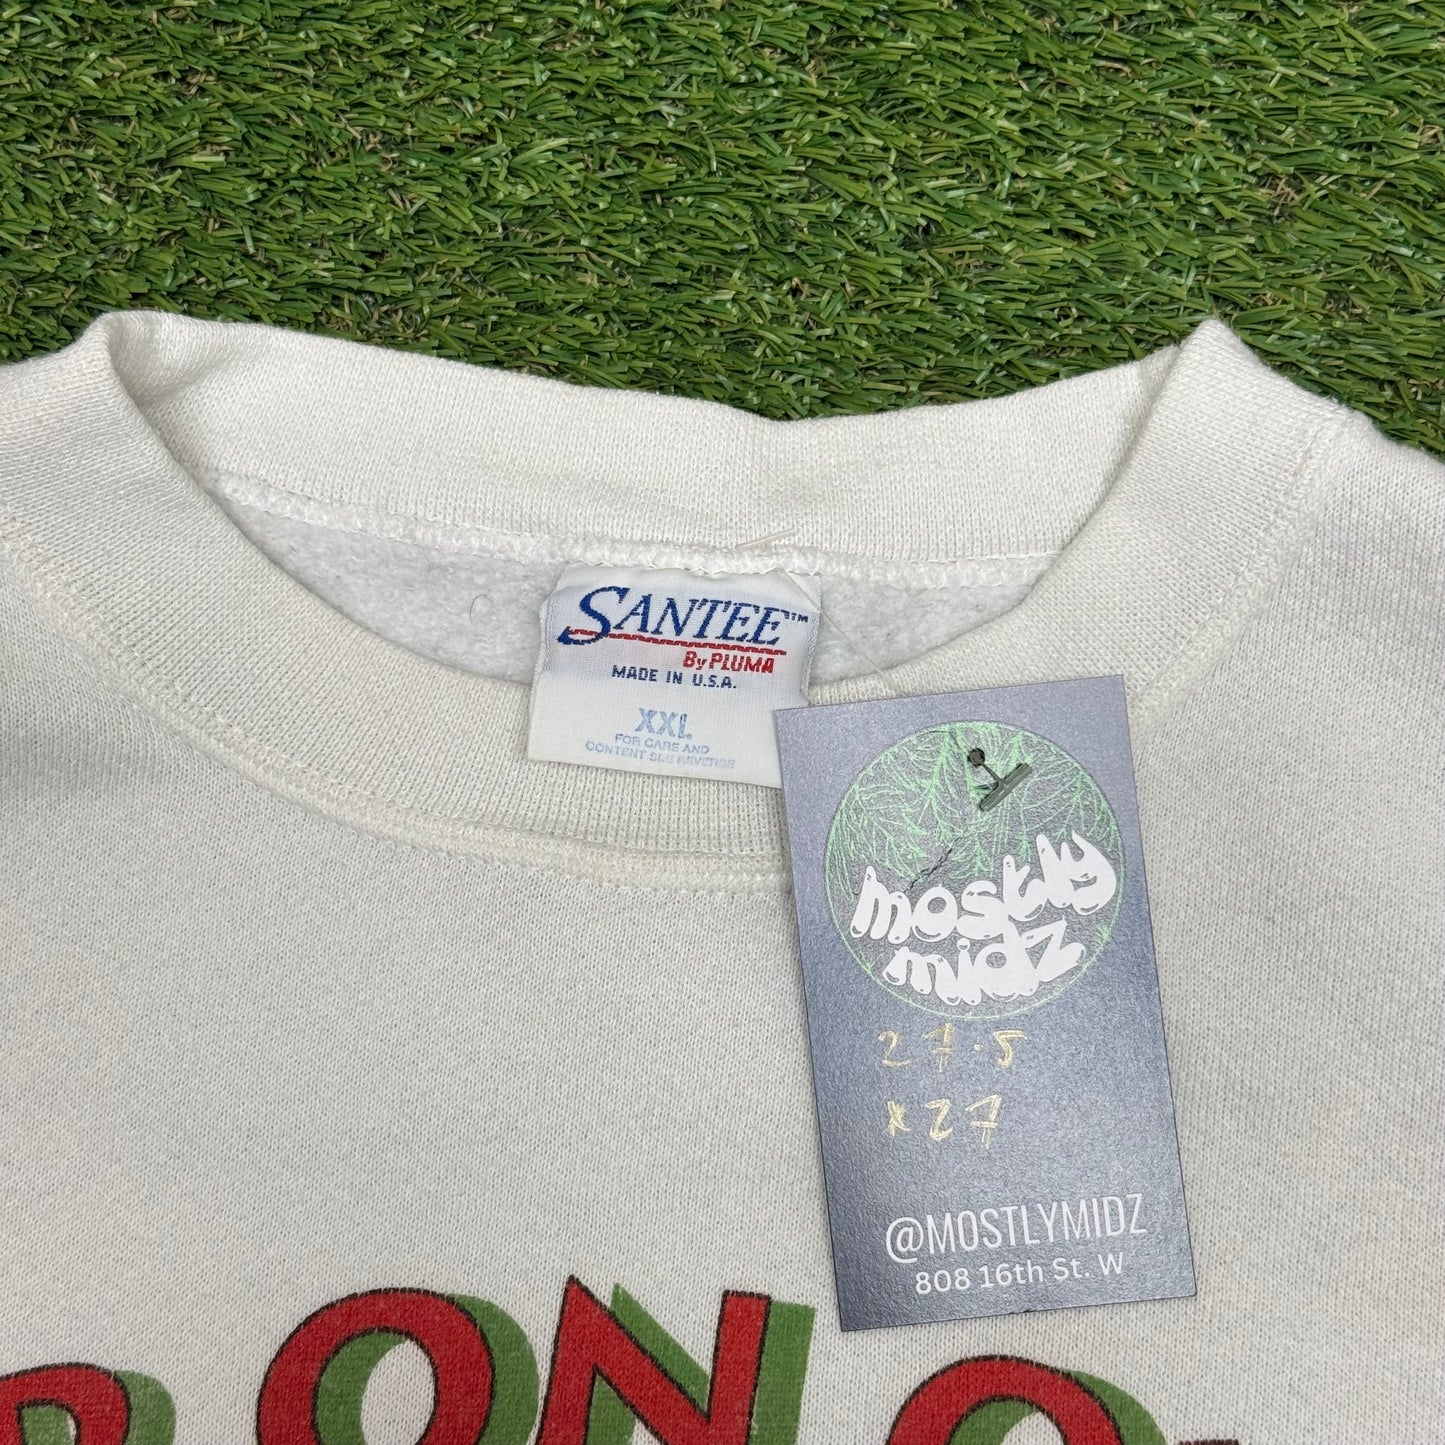 SANTEE™
By PLUMA
MADE IN U.S.A.
XXL
FOR CARE AND
CONTENT SEE REVERSE
mostly
midz
27.5
x27
@MOSTLYMIDZ
808 16th St. W
ON